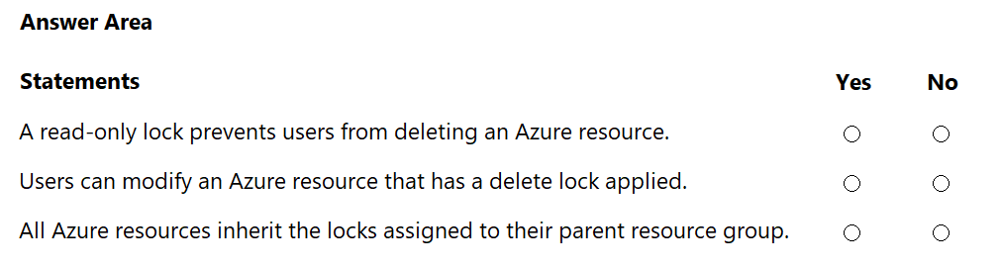 Answer Area
Statements Yes No
A read-only lock prevents users from deleting an Azure resource.
Users can modify an Azure resource that has a delete lock applied.
All Azure resources inherit the locks assigned to their parent resource group.